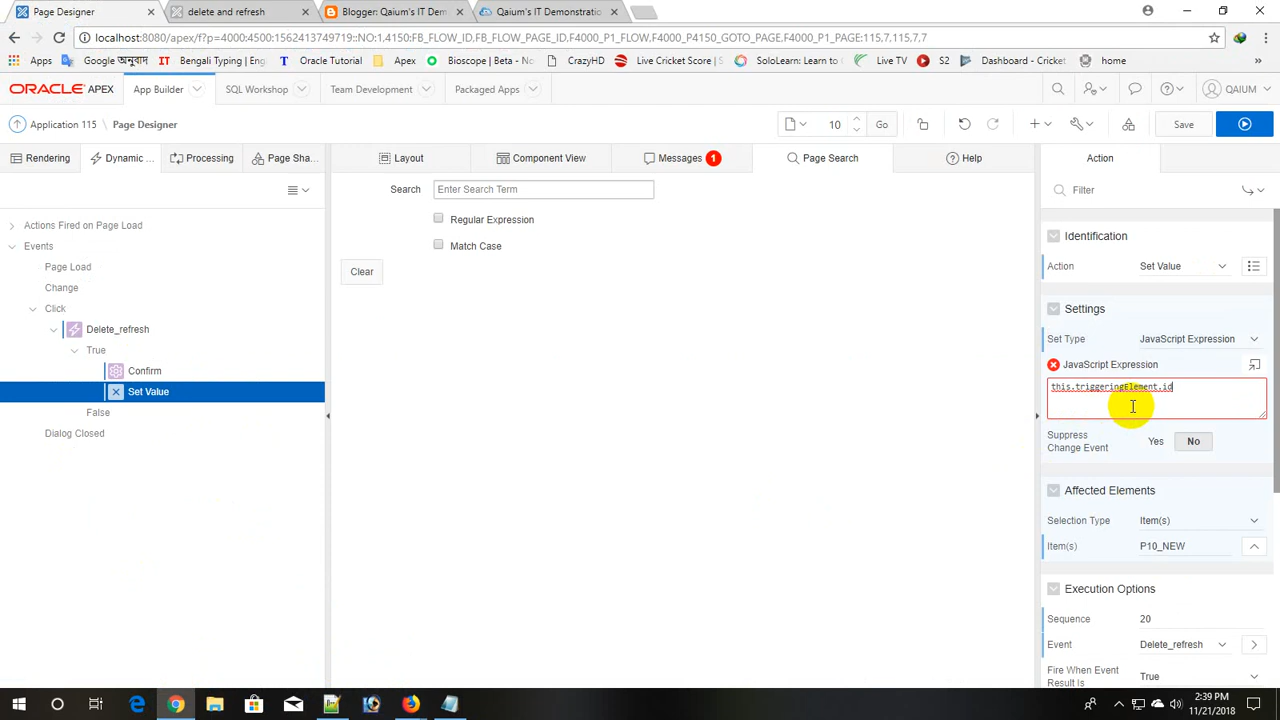 Page Designer
delete and refresh
Blogger: Qaium's IT Dem
Qaium's IT Demonstratio
localhost:8080/apex/f?p=4000:4500:1562413749719::NO:1,4150:FB_FLOW_ID,FB_FLOW_PAGE_ID,F4000_P1_FLOW,F4000_P4150_GOTO_PAGE,F4000_P1_PAGE:115,7,115,7,7
Apps
Google অনুবাদ
IT Bengali Typing - E
Oracle Tutorial
Apex
Bioscope | Beta - No
CrazyHD
Live Cricket Score | N
SoloLearn: Learn to C
Live TV
S2
Dashboard - Cricket
home
ORACLE APEX
App Builder
SQL Workshop
Team Development
Packaged Apps
QAIUM
Application 115
Page Designer
10
Go
Save
Rendering
Dynamic ...
Processing
Page Sha...
Layout
Component View
Messages 1
Page Search
Help
Action
Search
Enter Search Term
Regular Expression
Match Case
Clear
Actions Fired on Page Load
Events
Page Load
Change
Click
Delete_refresh
True
Confirm
Set Value
False
Dialog Closed
Filter
Identification
Action Set Value
Settings
Set Type JavaScript Expression
JavaScript Expression
this.triggeringElement.id
Suppress
Change Event
Yes No
Affected Elements
Selection Type Item(s)
Item(s) P10_NEW
Execution Options
Sequence 20
Event Delete_refresh
Fire When Event
Result Is
True
2:39 PM
11/21/2018